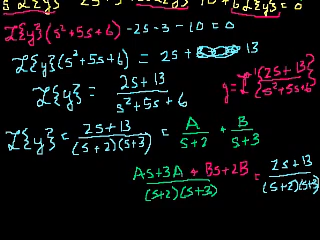 ℒ{y}(s²+5s+6) -2s-3-10=0
ℒ{y}(s²+5s+6) = 2s+ 13
ℒ{y} = 2s+13 / s²+5s+6
y = ℒ⁻¹{2s+13 / s²+5s+6}
ℒ{y} = 2s+13 / (s+2)(s+3) = A / s+2 + B / s+3
As+3A + Bs+2B / (s+2)(s+3) = 2s+13 / (s+2)(s+3)